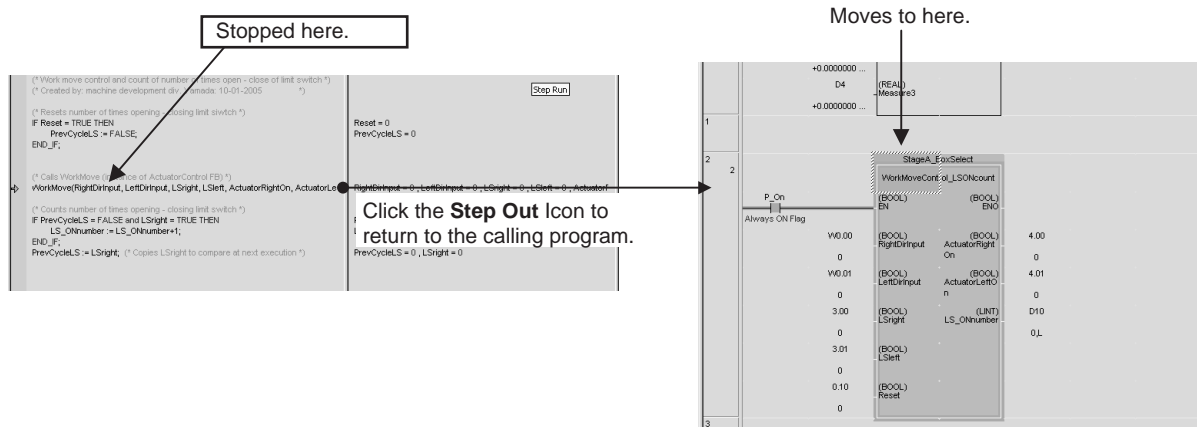 Stopped here.
Moves to here.
(* Work move control and count of number of times open - close of limit switch *)
(* Created by: machine development div. Yamada: 10-01-2005 *)
Step Run
(* Resets number of times opening - closing limit siwtch *)
IF Reset = TRUE THEN
PrevCycleLS := FALSE;
END_IF;
Reset = 0
PrevCycleLS = 0
(* Calls WorkMove (instance of ActuatorControl FB) *)
WorkMove(RightDirInput, LeftDirInput, LSright, LSleft, ActuatorRightOn, ActuatorLe
RightDirInput = 0 , LeftDirInput = 0 , LSright = 0 , LSleft = 0 , Actuator
(* Counts number of times opening - closing limit switch *)
IF PrevCycleLS = FALSE and LSright = TRUE THEN
LS_ONnumber := LS_ONnumber+1;
END_IF;
PrevCycleLS := LSright; (* Copies LSright to compare at next execution *)
PrevCycleLS = 0 , LSright = 0
Click the Step Out Icon to
return to the calling program.
+0.0000000 ...
D4 (REAL)
Measure3
+0.0000000 ...
1
2
2
StageA_BoxSelect
WorkMoveControl_LSONcount
P_On (BOOL) (BOOL)
EN ENO
Always ON Flag
W0.00 (BOOL) (BOOL) 4.00
RightDirInput ActuatorRight
On
0 0
W0.01 (BOOL) (BOOL) 4.01
LeftDirInput ActuatorLeftO
n
0 0
3.00 (BOOL) (LINT) D10
LSright LS_ONnumber
0 0,L
3.01 (BOOL)
LSleft
0
0.10 (BOOL)
Reset
0
3